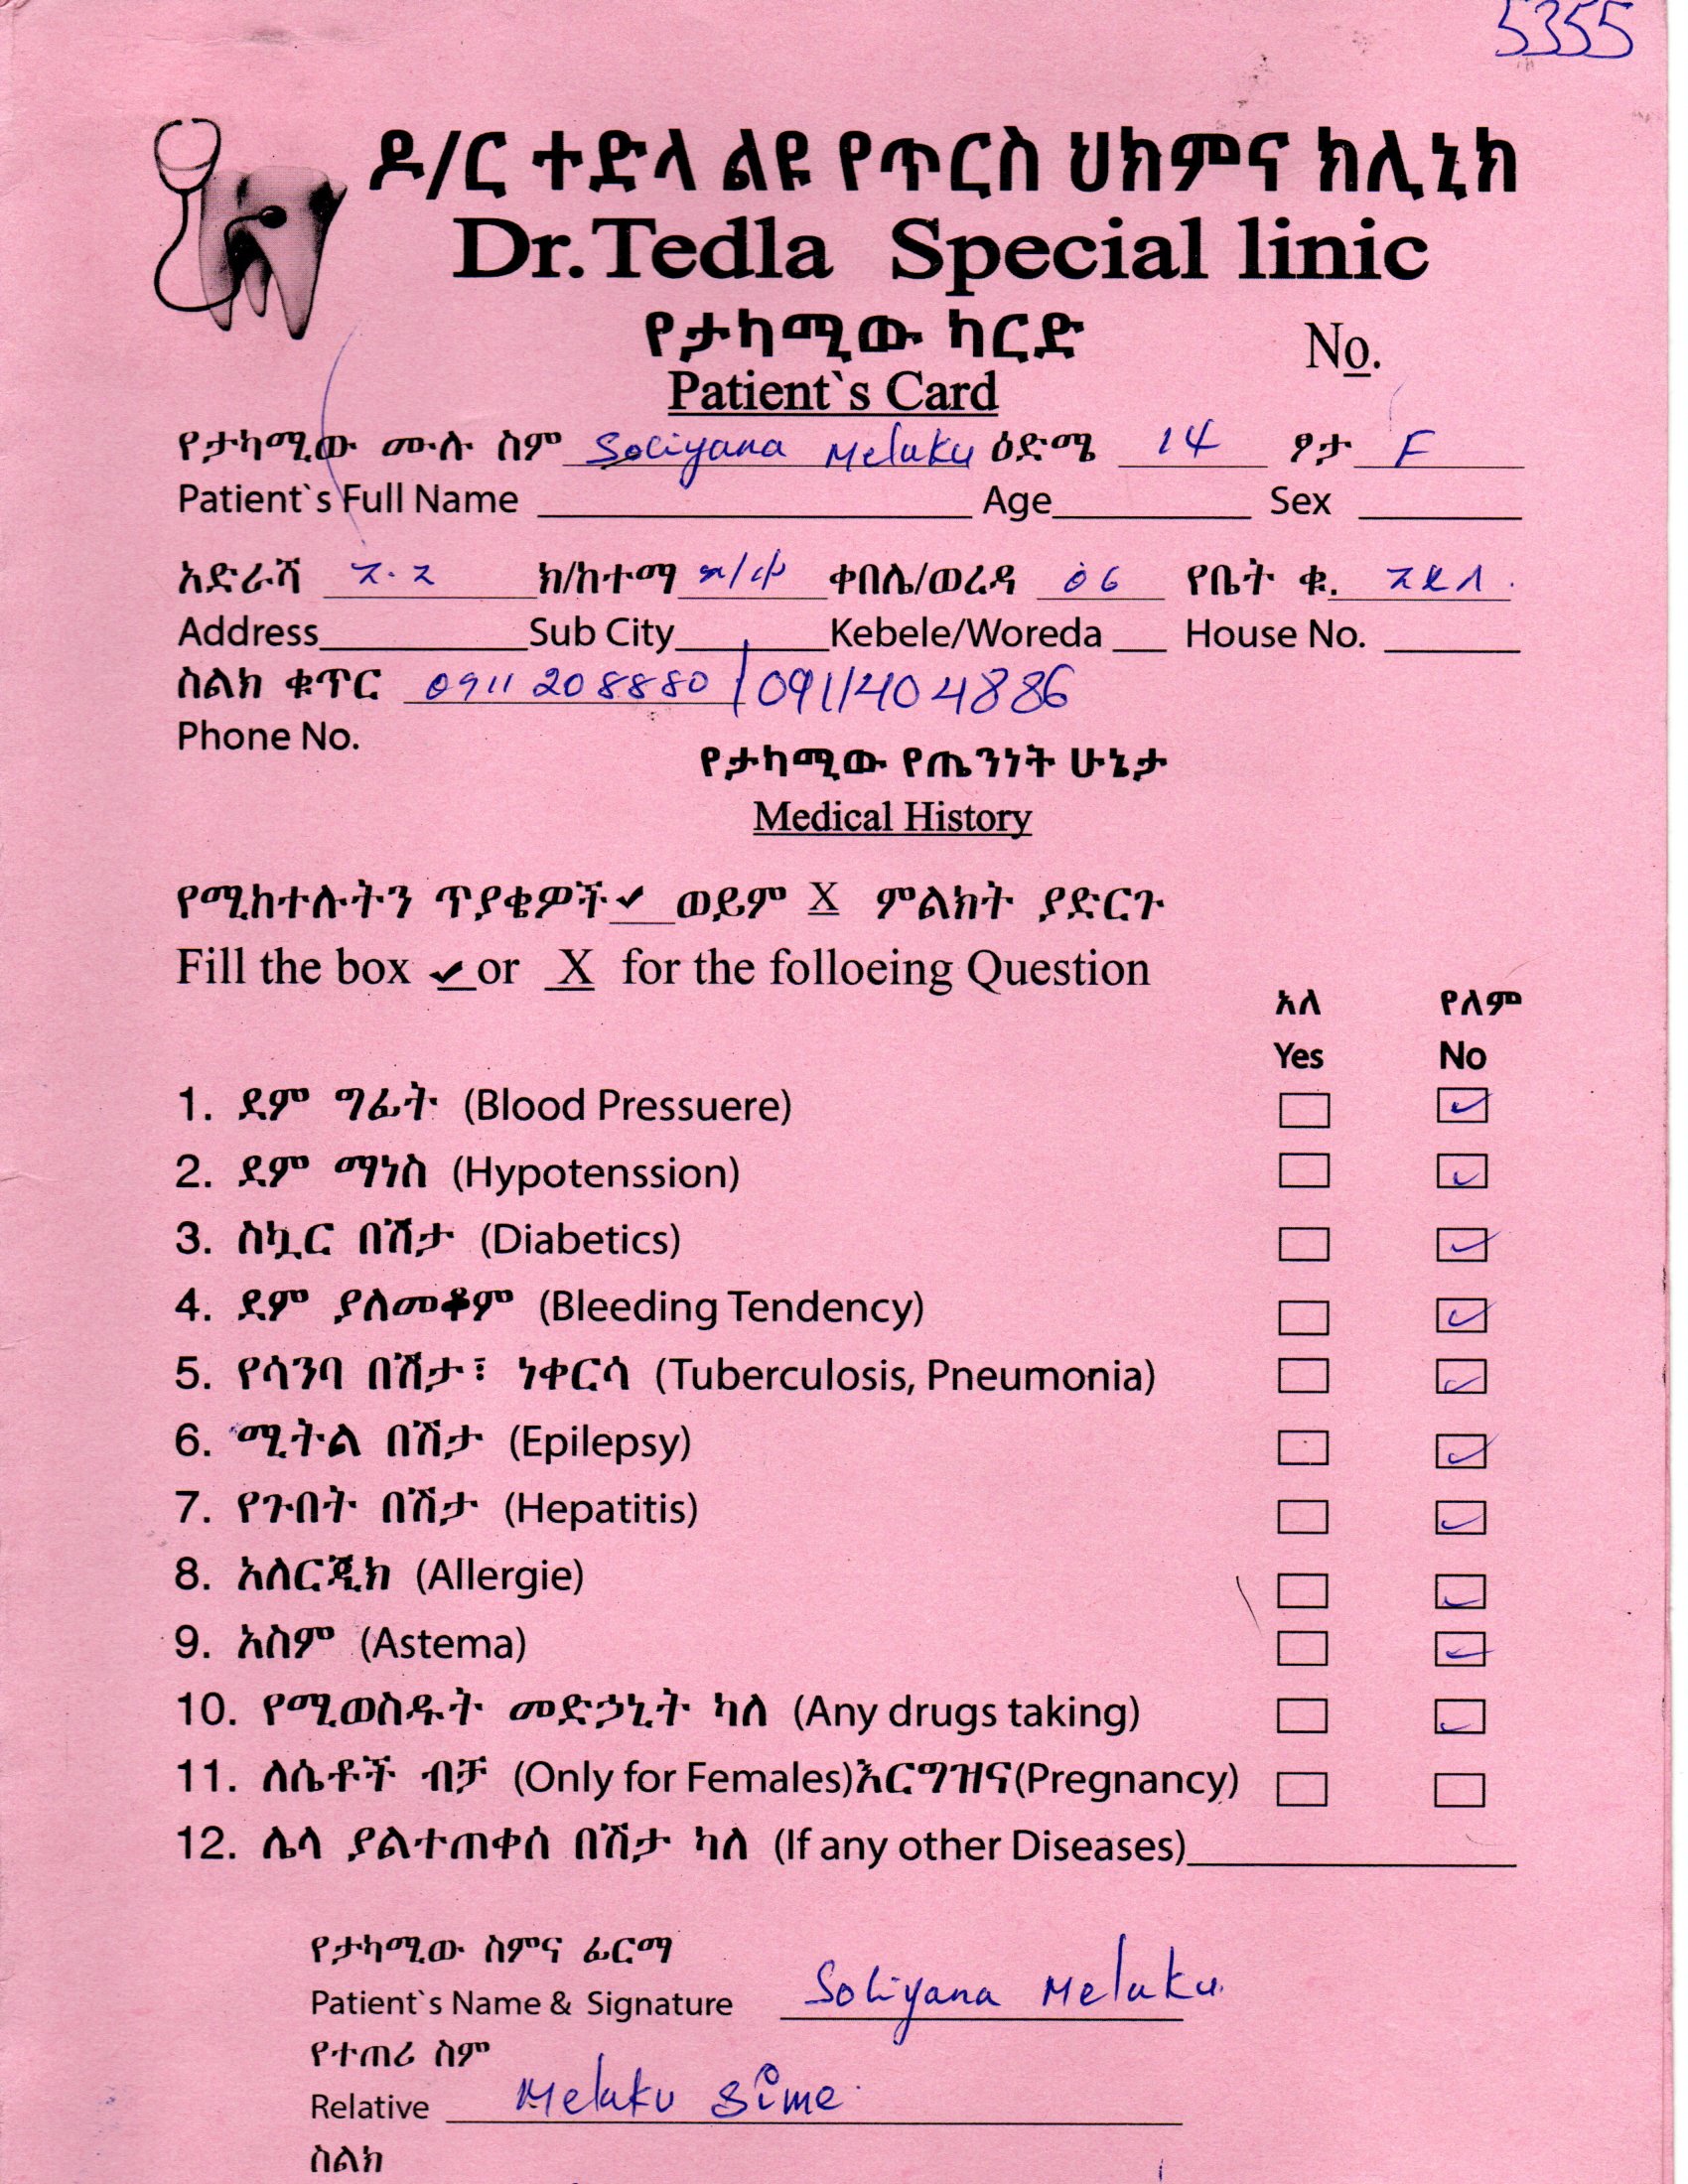 5355
ዶ/ር ተድላ ልዩ የጥርስ ህክምና ክሊኒክ
Dr.Tedla Special linic
የታካሚው ካርድ
No.
Patient`s Card
የታካሚው ሙሉ ስም Soliyana Melaku ዕድሜ 14 ፆታ F
Patient`s Full Name Age Sex
አድራሻ ክ/ከተማ ቀበሌ/ወረዳ 06 የቤት ቁ.
Address Sub City Kebele/Woreda House No.
ስልክ ቁጥር 0911 208880 / 0911404886
Phone No.
የታካሚው የጤንነት ሁኔታ
Medical History
የሚከተሉትን ጥያቄዎች ✔ ወይም X ምልክት ያድርጉ
Fill the box ✔ or X for the folloeing Question
አለ የለም
Yes No
1. ደም ግፊት (Blood Pressuere) ☐ ☑
2. ደም ማነስ (Hypotenssion) ☐ ☑
3. ስኳር በሽታ (Diabetics) ☐ ☑
4. ደም ያለመቆም (Bleeding Tendency) ☐ ☑
5. የሳንባ በሽታ፣ ነቀርሳ (Tuberculosis, Pneumonia) ☐ ☑
6. ሚትል በሽታ (Epilepsy) ☐ ☑
7. የጉበት በሽታ (Hepatitis) ☐ ☑
8. አለርጂክ (Allergie) ☐ ☑
9. አስም (Astema) ☐ ☑
10. የሚወስዱት መድኃኒት ካለ (Any drugs taking) ☐ ☑
11. ለሴቶች ብቻ (Only for Females)እርግዝና(Pregnancy) ☐ ☐
12. ሌላ ያልተጠቀሰ በሽታ ካለ (If any other Diseases)
የታካሚው ስምና ፊርማ
Patient`s Name & Signature Soliyana Melaku
የተጠሪ ስም
Relative Melaku Sime
ስልክ